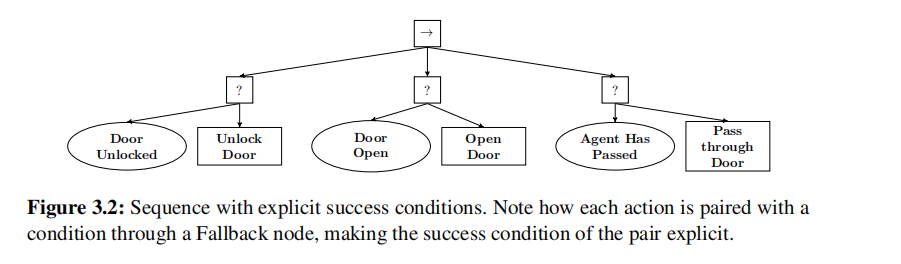 →
? ? ?
Door Unlocked
Unlock Door
Door Open
Open Door
Agent Has Passed
Pass through Door
Figure 3.2: Sequence with explicit success conditions. Note how each action is paired with a
condition through a Fallback node, making the success condition of the pair explicit.